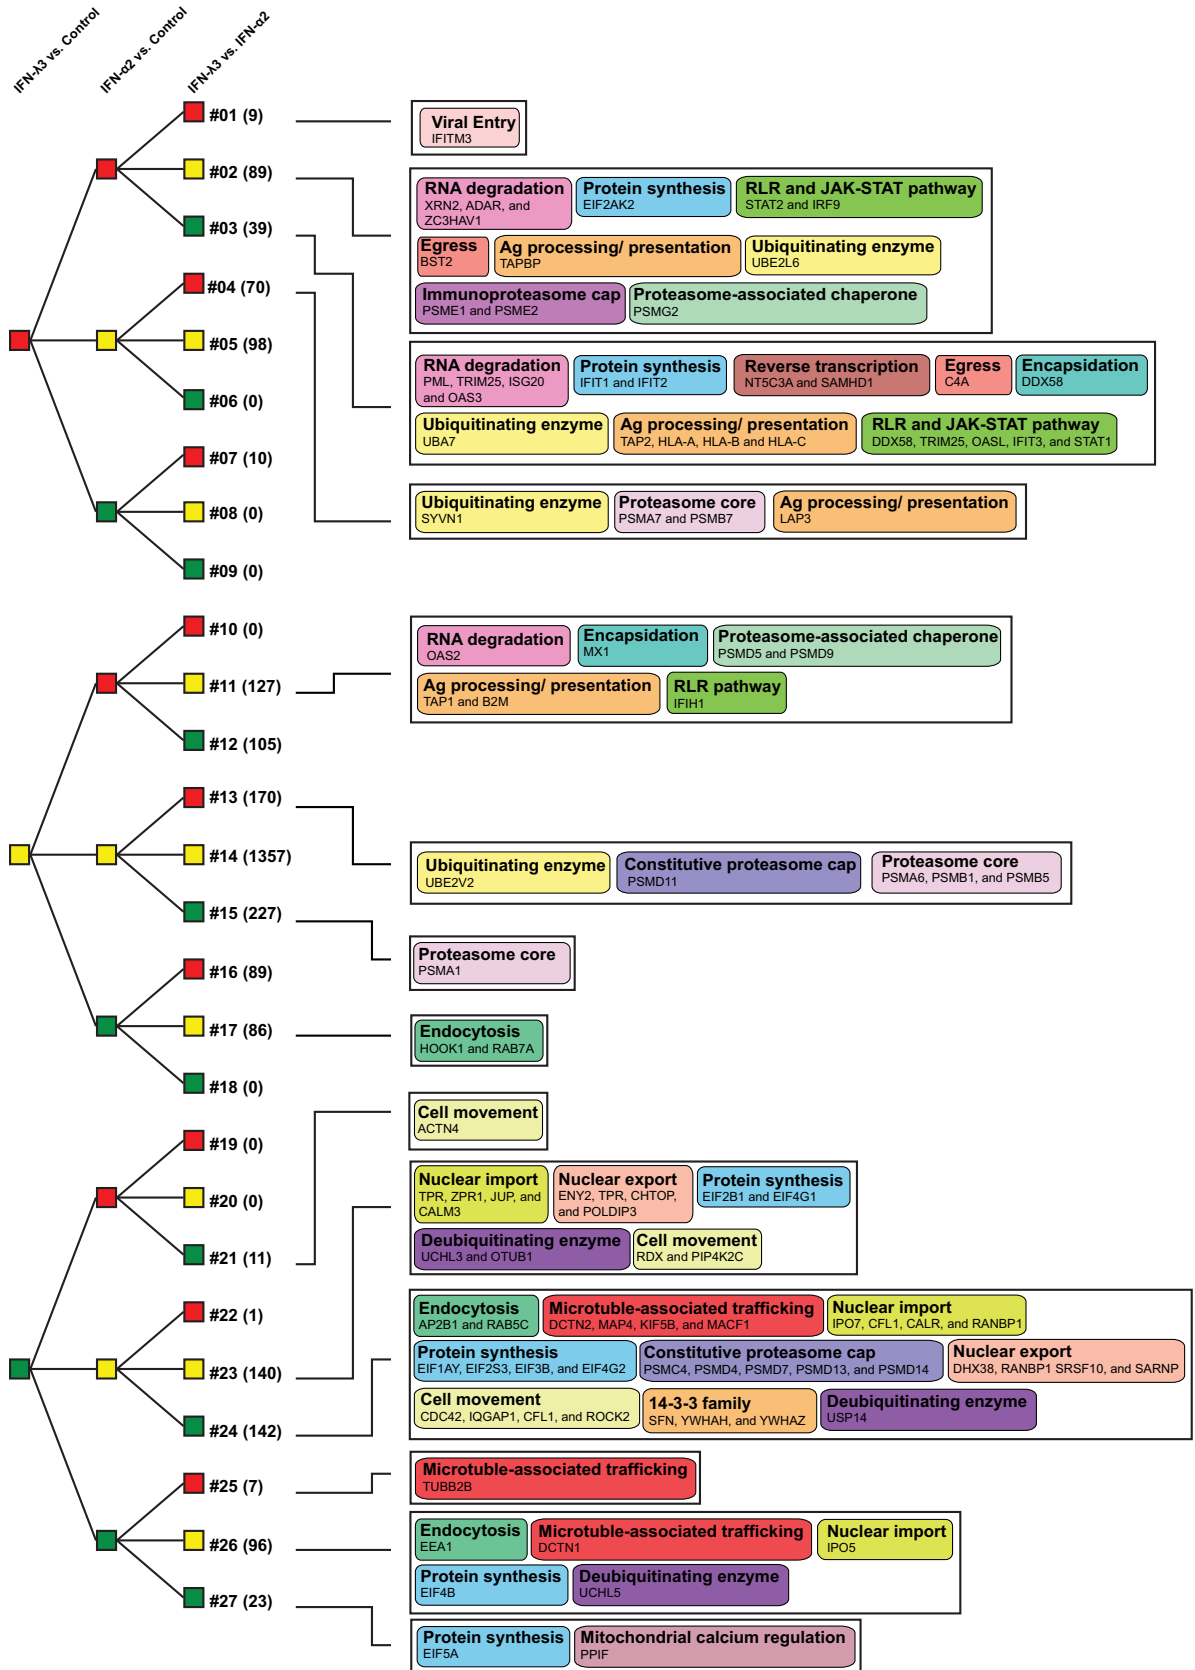 IFN-λ3 vs. Control
IFN-α2 vs. Control
IFN-λ3 vs. IFN-α2
#01 (9)
#02 (89)
#03 (39)
#04 (70)
#05 (98)
#06 (0)
#07 (10)
#08 (0)
#09 (0)
#10 (0)
#11 (127)
#12 (105)
#13 (170)
#14 (1357)
#15 (227)
#16 (89)
#17 (86)
#18 (0)
#19 (0)
#20 (0)
#21 (11)
#22 (1)
#23 (140)
#24 (142)
#25 (7)
#26 (96)
#27 (23)
Viral Entry
IFITM3
RNA degradation
XRN2, ADAR, and
ZC3HAV1
Protein synthesis
EIF2AK2
RLR and JAK-STAT pathway
STAT2 and IRF9
Egress
BST2
Ag processing/ presentation
TAPBP
Ubiquitinating enzyme
UBE2L6
Immunoproteasome cap
PSME1 and PSME2
Proteasome-associated chaperone
PSMG2
RNA degradation
PML, TRIM25, ISG20
and OAS3
Protein synthesis
IFIT1 and IFIT2
Reverse transcription
NT5C3A and SAMHD1
Egress
C4A
Encapsidation
DDX58
Ubiquitinating enzyme
UBA7
Ag processing/ presentation
TAP2, HLA-A, HLA-B and HLA-C
RLR and JAK-STAT pathway
DDX58, TRIM25, OASL, IFIT3, and STAT1
Ubiquitinating enzyme
SYVN1
Proteasome core
PSMA7 and PSMB7
Ag processing/ presentation
LAP3
RNA degradation
OAS2
Encapsidation
MX1
Proteasome-associated chaperone
PSMD5 and PSMD9
Ag processing/ presentation
TAP1 and B2M
RLR pathway
IFIH1
Ubiquitinating enzyme
UBE2V2
Constitutive proteasome cap
PSMD11
Proteasome core
PSMA6, PSMB1, and PSMB5
Proteasome core
PSMA1
Endocytosis
HOOK1 and RAB7A
Cell movement
ACTN4
Nuclear import
TPR, ZPR1, JUP, and
CALM3
Nuclear export
ENY2, TPR, CHTOP,
and POLDIP3
Protein synthesis
EIF2B1 and EIF4G1
Deubiquitinating enzyme
UCHL3 and OTUB1
Cell movement
RDX and PIP4K2C
Endocytosis
AP2B1 and RAB5C
Microtuble-associated trafficking
DCTN2, MAP4, KIF5B, and MACF1
Nuclear import
IPO7, CFL1, CALR, and RANBP1
Protein synthesis
EIF1AY, EIF2S3, EIF3B, and EIF4G2
Constitutive proteasome cap
PSMC4, PSMD4, PSMD7, PSMD13, and PSMD14
Nuclear export
DHX38, RANBP1 SRSF10, and SARNP
Cell movement
CDC42, IQGAP1, CFL1, and ROCK2
14-3-3 family
SFN, YWHAH, and YWHAZ
Deubiquitinating enzyme
USP14
Microtuble-associated trafficking
TUBB2B
Endocytosis
EEA1
Microtuble-associated trafficking
DCTN1
Nuclear import
IPO5
Protein synthesis
EIF4B
Deubiquitinating enzyme
UCHL5
Protein synthesis
EIF5A
Mitochondrial calcium regulation
PPIF